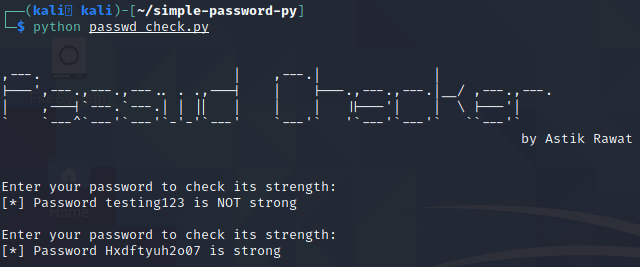 (kali㉿kali)-[~/simple-password-py]
$ python passwd_check.py
Passwd Checker
by Astik Rawat
Enter your password to check its strength:
[*] Password testing123 is NOT strong
Enter your password to check its strength:
[*] Password Hxdftyuh2o07 is strong
Home